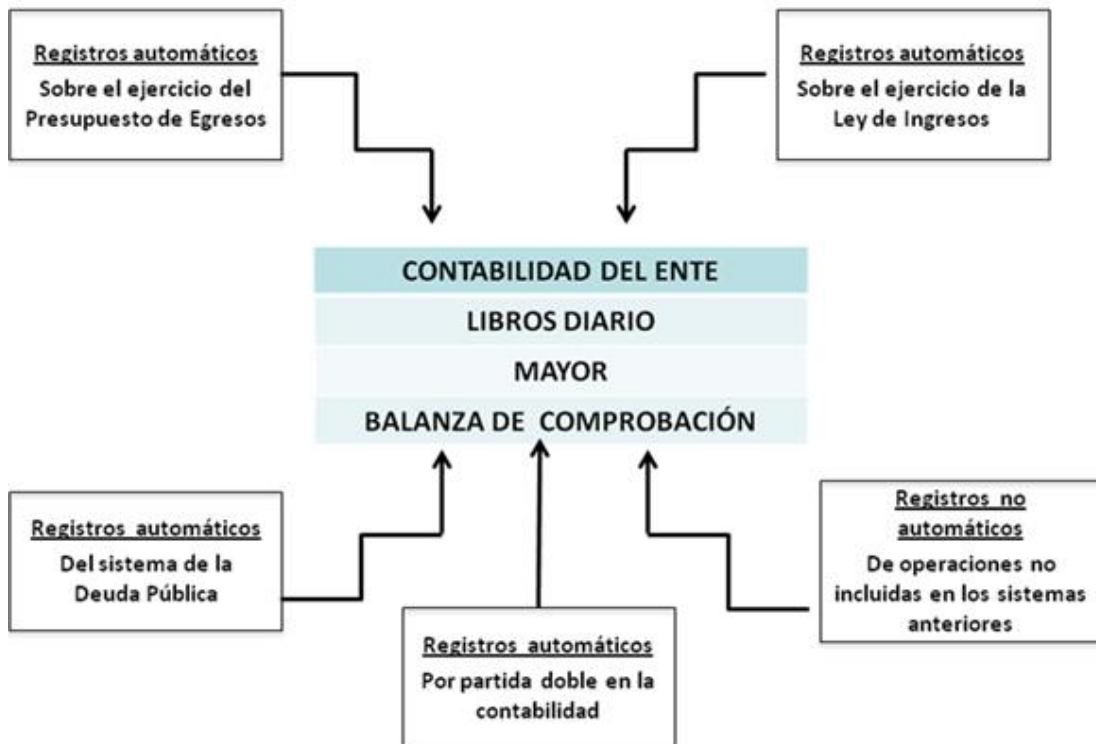 Registros automáticos
Sobre el ejercicio del
Presupuesto de Egresos
Registros automáticos
Sobre el ejercicio de la
Ley de Ingresos
CONTABILIDAD DEL ENTE
LIBROS DIARIO
MAYOR
BALANZA DE COMPROBACIÓN
Registros automáticos
Del sistema de la
Deuda Pública
Registros automáticos
Por partida doble en la
contabilidad
Registros no
automáticos
De operaciones no
incluidas en los sistemas
anteriores